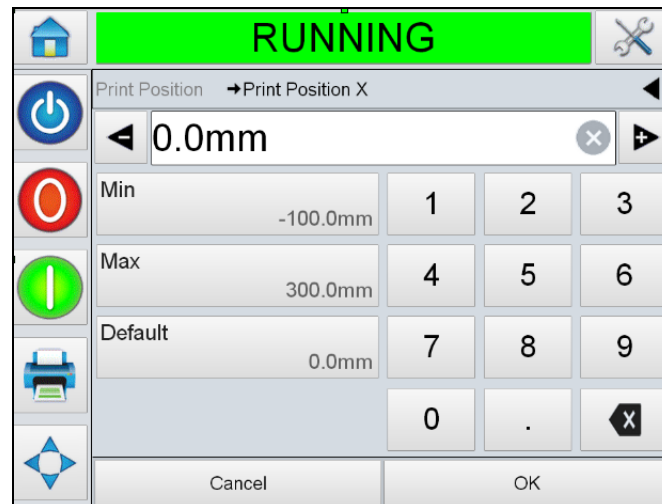 RUNNING
Print Position ➔Print Position X
0.0mm
Min
-100.0mm
1 2 3
Max
300.0mm
4 5 6
Default
0.0mm
7 8 9
0 .
Cancel OK